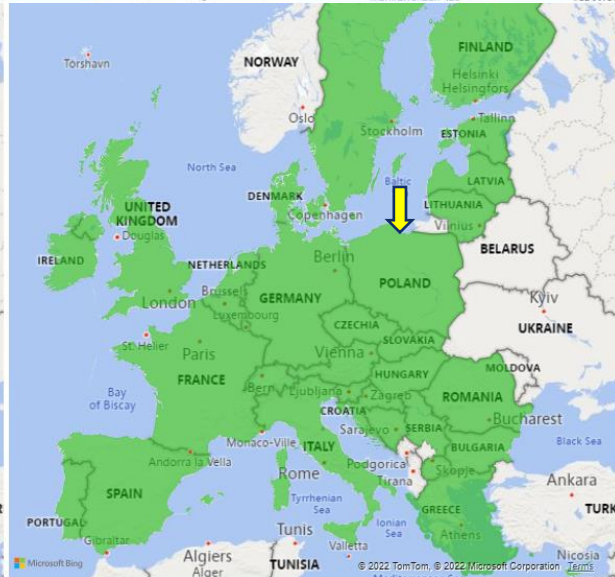 FINLAND
Torshavn
NORWAY
Helsinki
Helsingfors
Oslo
Tallinn
Stockholm
ESTONIA
North Sea
LATVIA
Baltic
DENMARK
LITHUANIA
UNITED
KINGDOM
Copenhagen
Vilnius
Douglas
BELARUS
IRELAND
NETHERLANDS
Berlin
POLAND
London
Brussels
GERMANY
Kyiv
Luxembourg
UKRAINE
CZECHIA
St. Helier
Paris
SLOVAKIA
Vienna
MOLDOVA
HUNGARY
FRANCE
Bern
Bay
of Biscay
Ljubljana
Zagreb
ROMANIA
CROATIA
Bucharest
Sarajevo
SERBIA
Monaco-Ville
ITALY
BULGARIA
Black Sea
Andorra la Vella
Podgorica
Skopje
Rome
Tirana
Ankara
SPAIN
Tyrrhenian
Sea
GREECE
TURK
PORTUGAL
Ionian
Sea
Athens
Gibraltar
Tunis
Algiers
Alger
Valletta
Nicosia
TUNISIA
Microsoft Bing
© 2022 TomTom, © 2022 Microsoft Corporation Terms